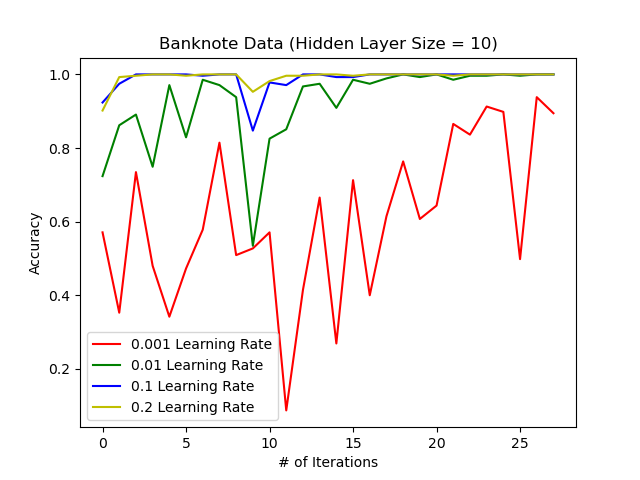 Banknote Data (Hidden Layer Size = 10)
1.0
0.8
0.6
0.4
0.2
Accuracy
0.001 Learning Rate
0.01 Learning Rate
0.1 Learning Rate
0.2 Learning Rate
0 5 10 15 20 25
# of Iterations